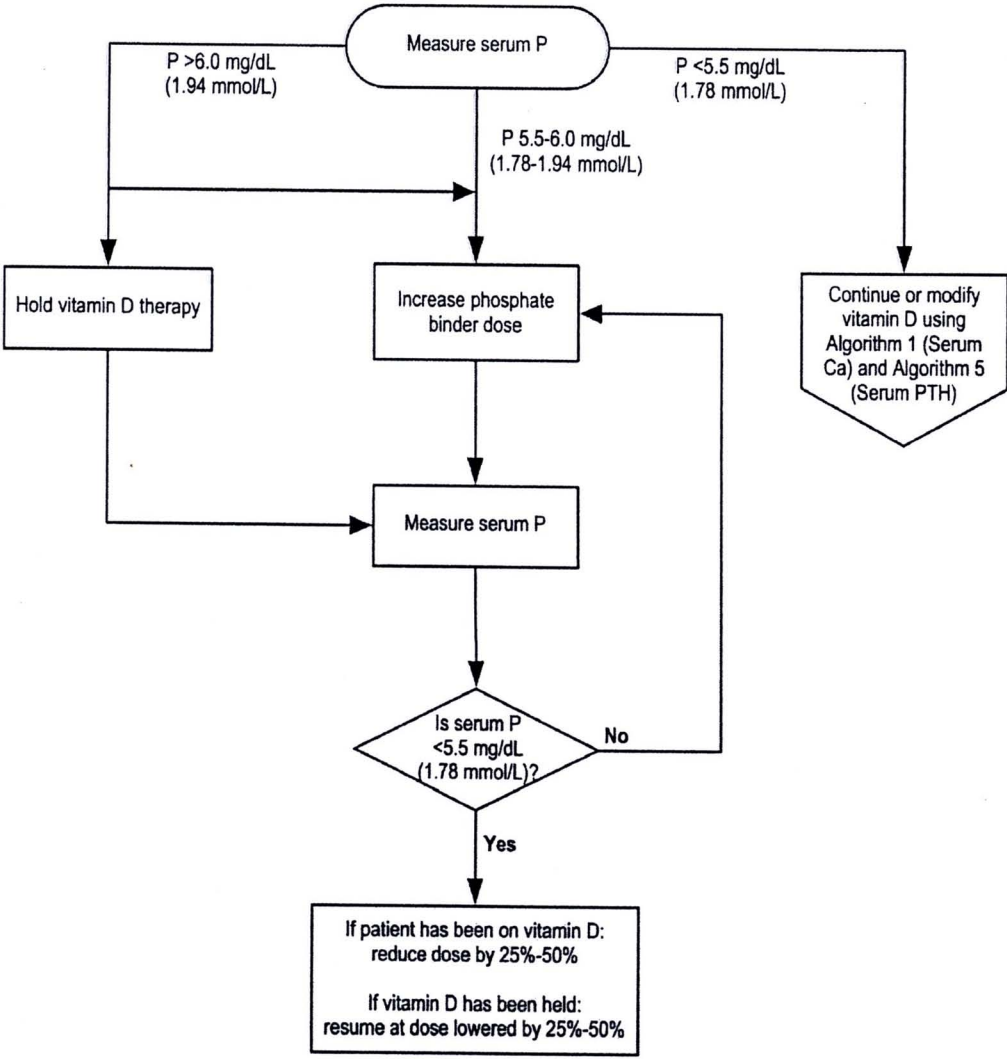 Measure serum P
P >6.0 mg/dL
(1.94 mmol/L)
P <5.5 mg/dL
(1.78 mmol/L)
P 5.5-6.0 mg/dL
(1.78-1.94 mmol/L)
Hold vitamin D therapy
Increase phosphate
binder dose
Continue or modify
vitamin D using
Algorithm 1 (Serum
Ca) and Algorithm 5
(Serum PTH)
Measure serum P
Is serum P
<5.5 mg/dL
(1.78 mmol/L)?
No
Yes
If patient has been on vitamin D:
reduce dose by 25%-50%
If vitamin D has been held:
resume at dose lowered by 25%-50%